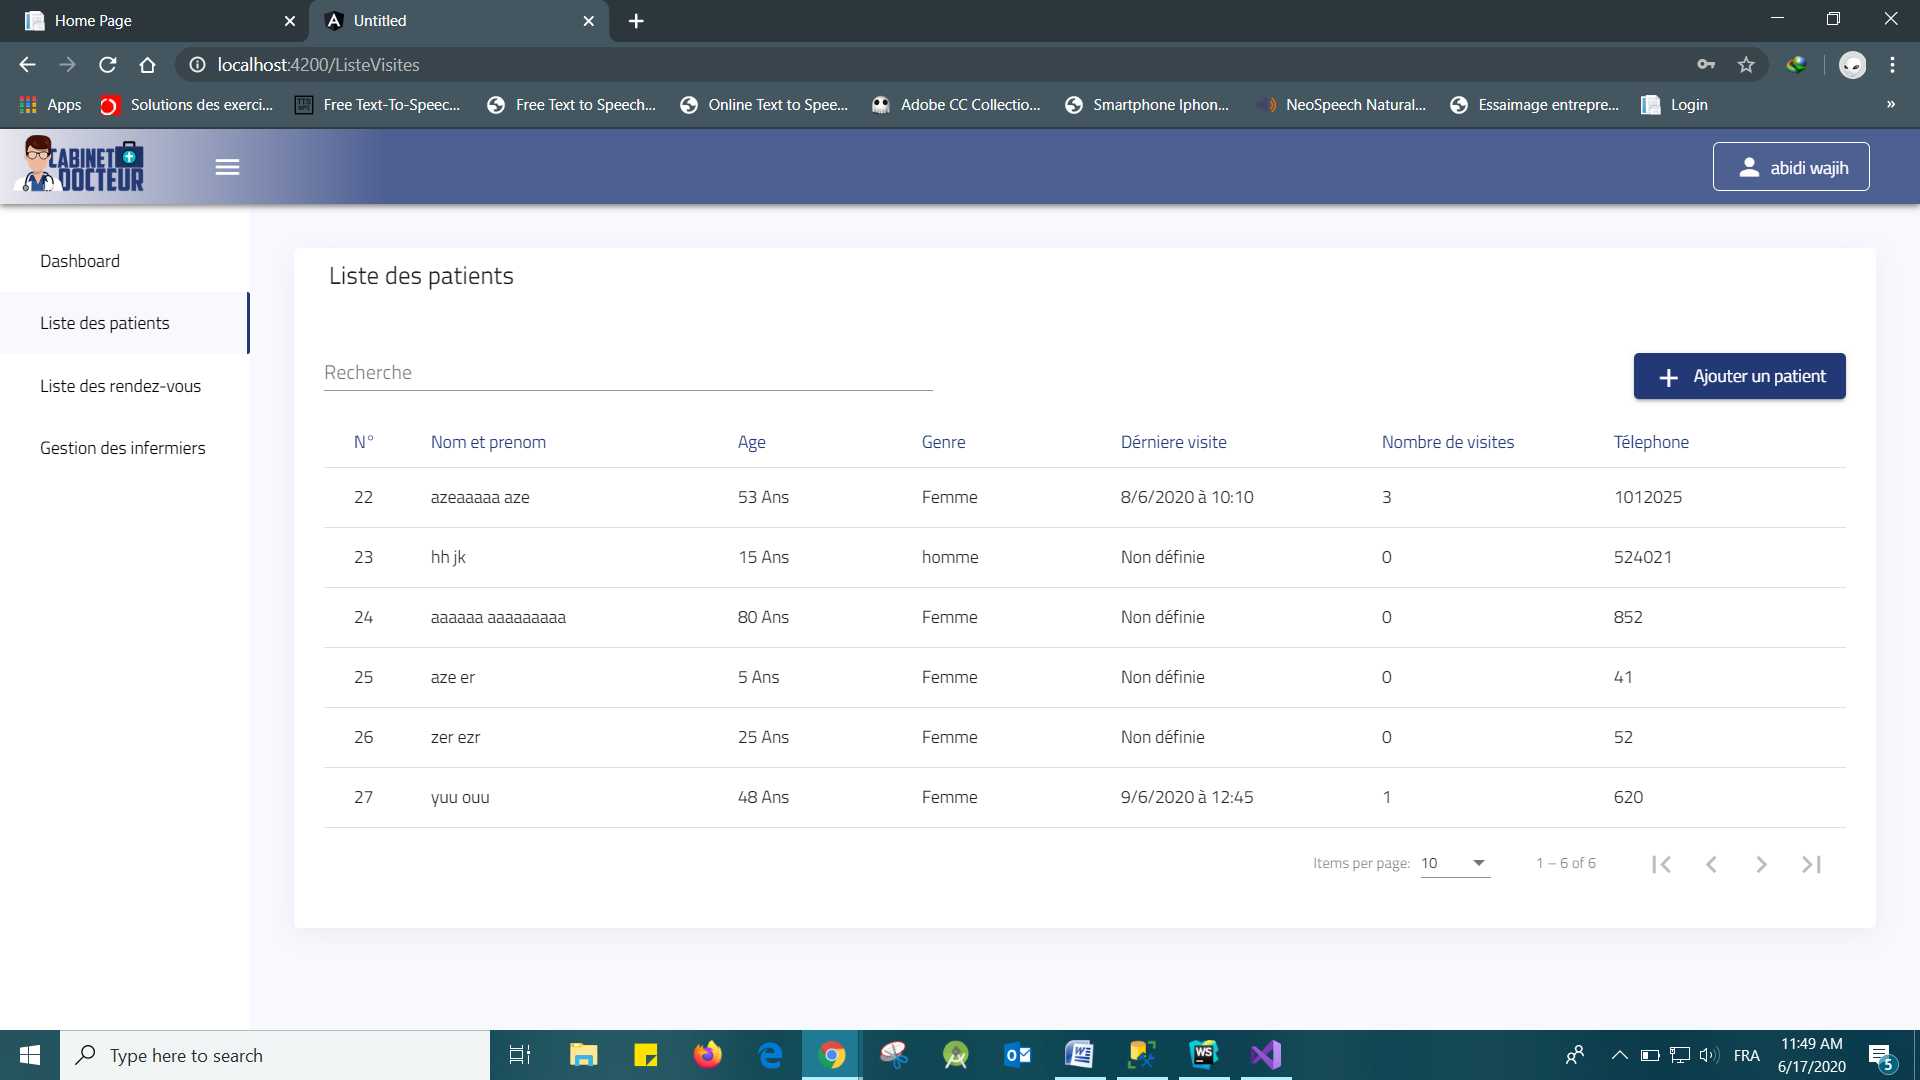 Home Page
Untitled
localhost:4200/ListeVisites
Apps
Solutions des exerci...
TTS MP3
Free Text-To-Speec...
Free Text to Speech...
Online Text to Spee...
Adobe CC Collectio...
Smartphone Iphon...
NeoSpeech Natural...
Essaimage entrepre...
Login
»
CABINET
DOCTEUR
abidi wajih
Dashboard
Liste des patients
Liste des rendez-vous
Gestion des infermiers
Liste des patients
Recherche
Ajouter un patient
N° Nom et prenom Age Genre Dérniere visite Nombre de visites Télephone
22 azeaaaaa aze 53 Ans Femme 8/6/2020 à 10:10 3 1012025
23 hh jk 15 Ans homme Non définie 0 524021
24 aaaaaa aaaaaaaaa 80 Ans Femme Non définie 0 852
25 aze er 5 Ans Femme Non définie 0 41
26 zer ezr 25 Ans Femme Non définie 0 52
27 yuu ouu 48 Ans Femme 9/6/2020 à 12:45 1 620
Items per page: 10 1 – 6 of 6
Type here to search
WS
FRA
11:49 AM
6/17/2020
5